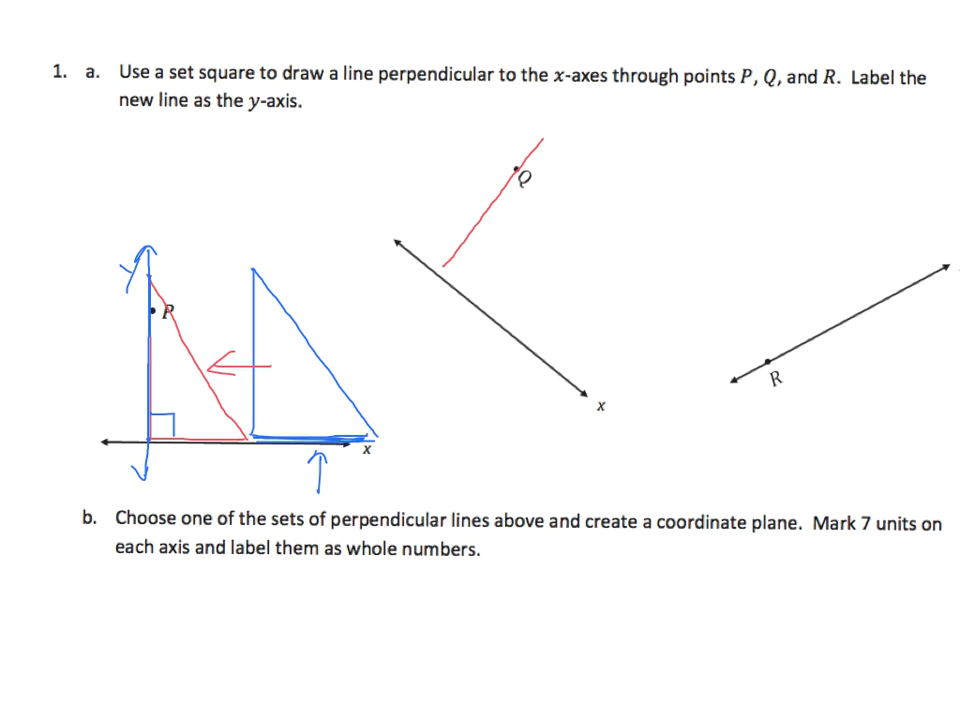 1. a. Use a set square to draw a line perpendicular to the x-axes through points P, Q, and R. Label the
new line as the y-axis.
Q
y
P
R
x
x
b. Choose one of the sets of perpendicular lines above and create a coordinate plane. Mark 7 units on
each axis and label them as whole numbers.